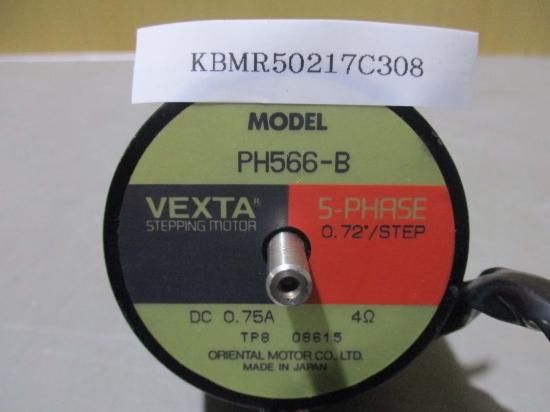 KBMR50217C308
MODEL
PH566-B
VEXTA® 5-PHASE
STEPPING MOTOR 0.72°/STEP
DC 0.75A 4Ω
TP8 08615
ORIENTAL MOTOR CO., LTD.
MADE IN JAPAN